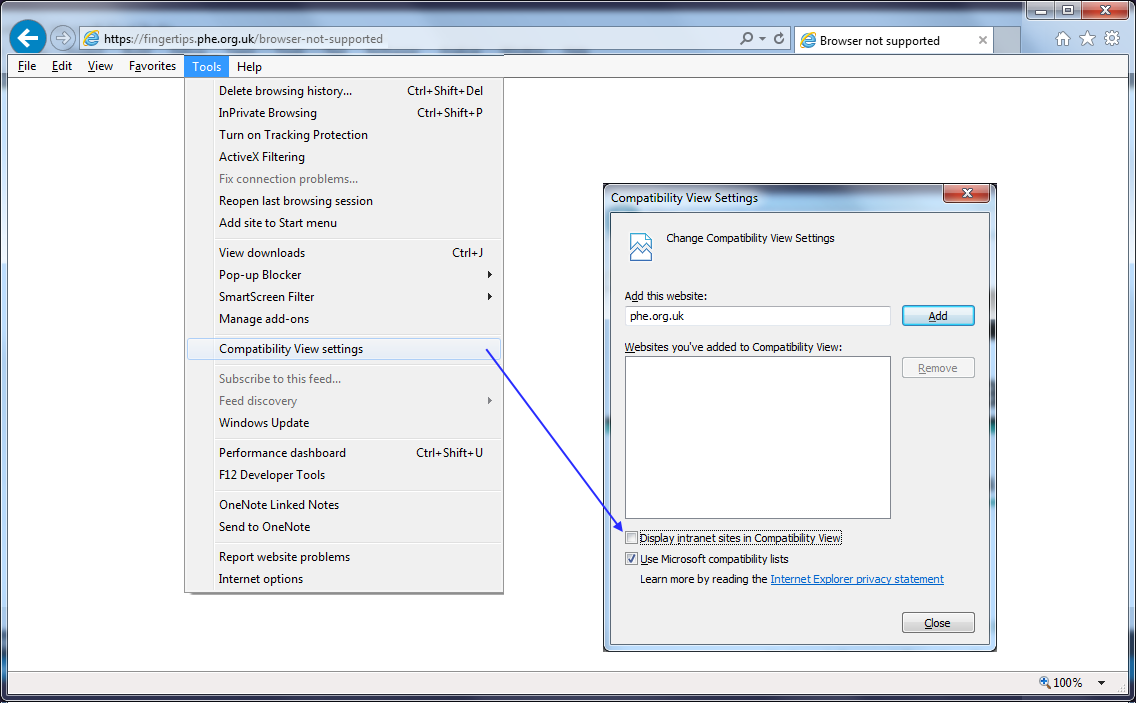 https://fingertips.phe.org.uk/browser-not-supported
Browser not supported
File Edit View Favorites Tools Help
Delete browsing history... Ctrl+Shift+Del
InPrivate Browsing Ctrl+Shift+P
Turn on Tracking Protection
ActiveX Filtering
Fix connection problems...
Reopen last browsing session
Add site to Start menu
View downloads Ctrl+J
Pop-up Blocker
SmartScreen Filter
Manage add-ons
Compatibility View settings
Subscribe to this feed...
Feed discovery
Windows Update
Performance dashboard Ctrl+Shift+U
F12 Developer Tools
OneNote Linked Notes
Send to OneNote
Report website problems
Internet options
Compatibility View Settings
Change Compatibility View Settings
Add this website:
phe.org.uk Add
Websites you've added to Compatibility View:
Remove
Display intranet sites in Compatibility View
Use Microsoft compatibility lists
Learn more by reading the Internet Explorer privacy statement
Close
100%